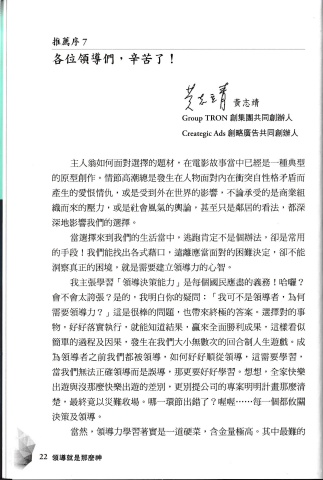 推薦序 7
各位領導們，辛苦了！
黃志靖
黃志靖
Group TRON 創集團共同創辦人
Creategic Ads 創略廣告共同創辦人
主人翁如何面對選擇的題材，在電影故事當中已經是一種典型
的原型創作。情節高潮總是發生在人物面對內在衝突自性格矛盾而
產生的愛恨情仇，或是受到外在世界的影響，不論承受的是商業組
織而來的壓力，或是社會風氣的輿論，甚至只是鄰居的看法，都深
深地影響我們的選擇。
當選擇來到我們的生活當中，逃跑肯定不是個辦法，卻是常用
的手段！我們能找出各式藉口，遠離應當面對的困難決定，卻不能
洞察真正的困境。就是需要建立領導力的心智。
我主張學習「領導決策能力」是每個國民應盡的義務！哈囉？
會不會太誇張？是的，我明白你的疑問：「我可不是領導者，為何
需要領導力？」這是很棒的問題，也帶來終極的答案。選擇對的事
物，好好落實執行，就能知道結果，贏來全面勝利成果，這樣看似
簡單的過程及因果，發生在我們大小無數次的回合制人生遊戲。成
為領導者之前我們都被領導，如何好好順從領導，這需要學習，
當我們無法正確領導而是誤導，那更要好好學習。想想，全家快樂
出遊與沒那麼快樂出遊的差別，更別提公司的專案明明計畫那麼清
楚，最終竟以災難收場。哪一環節出錯了？喔喔⋯⋯每一個都攸關
決策及領導。
當然，領導力學習著實是一道硬菜，含金量極高。其中最難的
22 領導就是那麼神